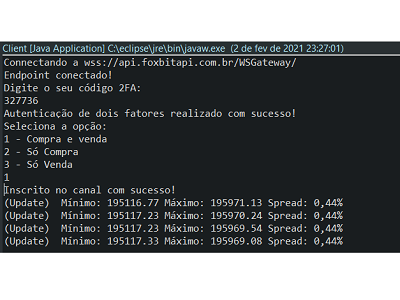 Client [Java Application] C:\eclipse\jre\bin\javaw.exe (2 de fev de 2021 23:27:01)
Connectando a wss://api.foxbitapi.com.br/WSGateway/
Endpoint conectado!
Digite o seu código 2FA:
327736
Autenticação de dois fatores realizado com sucesso!
Seleciona a opção:
1 - Compra e venda
2 - Só Compra
3 - Só Venda
1
Inscrito no canal com sucesso!
(Update)  Mínimo: 195116.77 Máximo: 195971.13 Spread: 0,44%
(Update)  Mínimo: 195117.23 Máximo: 195970.24 Spread: 0,44%
(Update)  Mínimo: 195117.23 Máximo: 195969.54 Spread: 0,44%
(Update)  Mínimo: 195117.33 Máximo: 195969.08 Spread: 0,44%